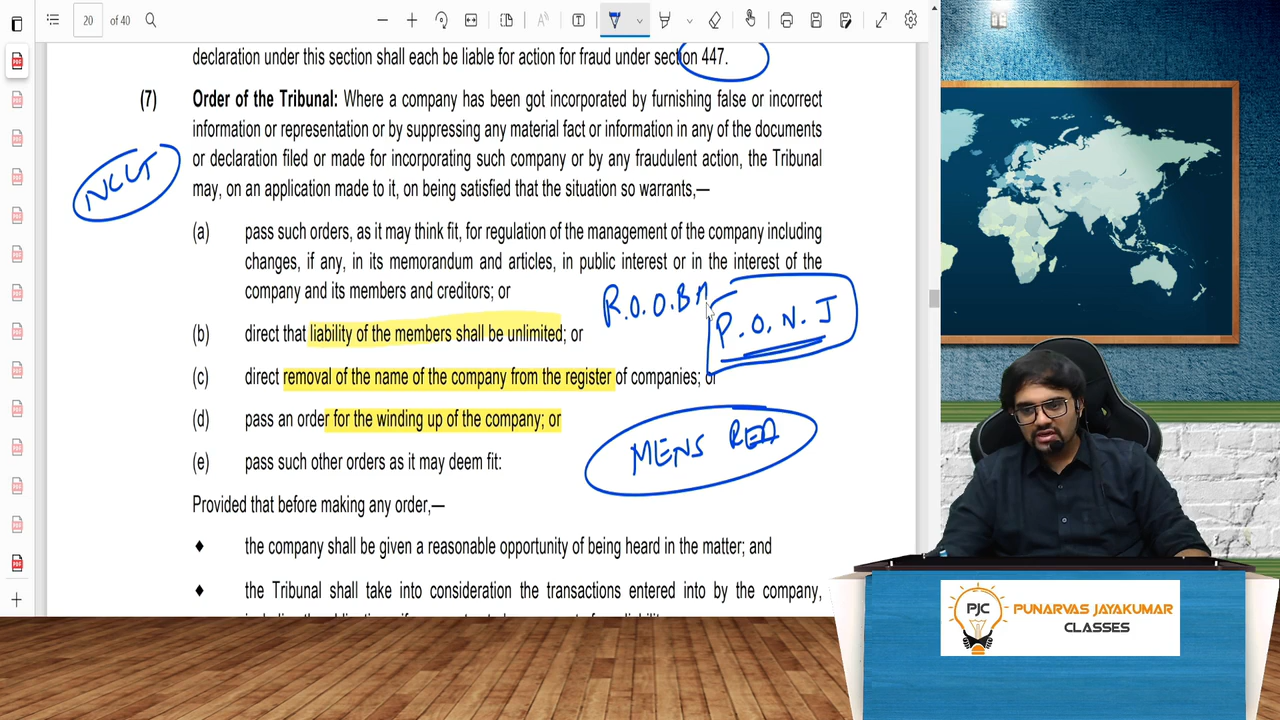 20 of 40
declaration under this section shall each be liable for action for fraud under section 447.
(7) Order of the Tribunal: Where a company has been got incorporated by furnishing false or incorrect
information or representation or by suppressing any material fact or information in any of the documents
or declaration filed or made for incorporating such company or by any fraudulent action, the Tribunal
NCLT
may, on an application made to it, on being satisfied that the situation so warrants,—
(a) pass such orders, as it may think fit, for regulation of the management of the company including
changes, if any, in its memorandum and articles, in public interest or in the interest of the
company and its members and creditors; or
R.O.O.B.H
P.O.N.J
(b) direct that liability of the members shall be unlimited; or
(c) direct removal of the name of the company from the register of companies; or
(d) pass an order for the winding up of the company; or
MENS REA
(e) pass such other orders as it may deem fit:
Provided that before making any order,—
♦ the company shall be given a reasonable opportunity of being heard in the matter; and
♦ the Tribunal shall take into consideration the transactions entered into by the company,
PJC
PUNARVAS JAYAKUMAR
CLASSES